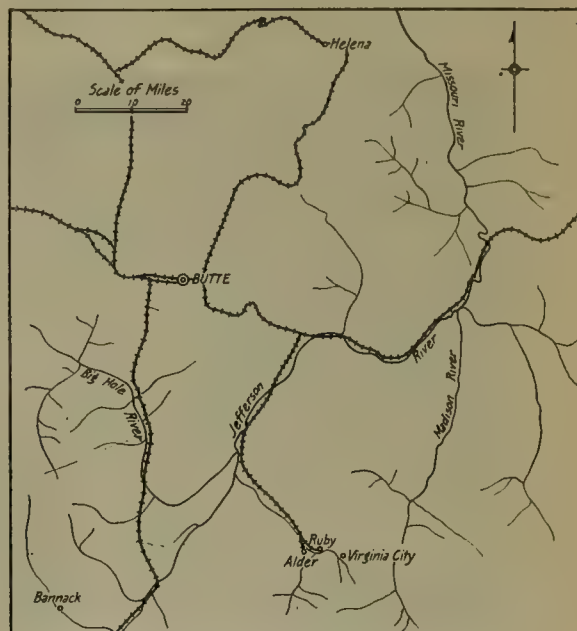 Helena
Scale of Miles
0 10 20
Missouri River
BUTTE
Big Hole River
Jefferson River
Madison River
Ruby
Alder
Virginia City
Bannack